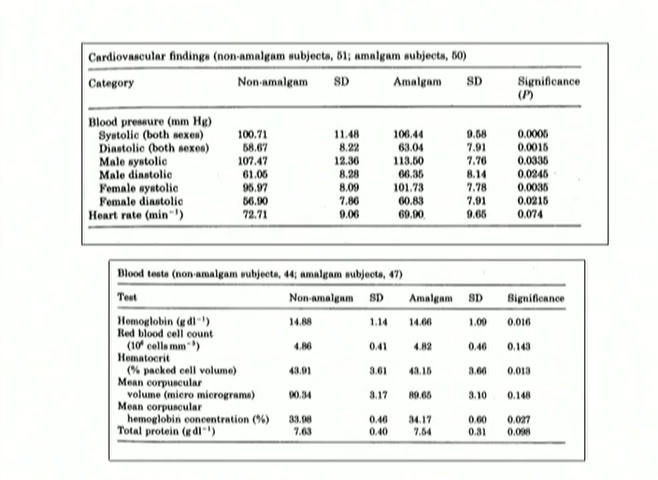 Cardiovascular findings (non-amalgam subjects, 51; amalgam subjects, 50)
Category Non-amalgam SD Amalgam SD Significance
(P)
Blood pressure (mm Hg)
Systolic (both sexes) 100.71 11.48 106.44 9.58 0.0005
Diastolic (both sexes) 58.67 8.22 63.04 7.91 0.0015
Male systolic 107.47 12.36 113.50 7.76 0.0335
Male diastolic 61.05 8.28 66.35 8.14 0.0245
Female systolic 95.97 8.09 101.73 7.78 0.0035
Female diastolic 56.90 7.86 60.83 7.91 0.0215
Heart rate (min⁻¹) 72.71 9.06 69.90 9.65 0.074
Blood tests (non-amalgam subjects, 44; amalgam subjects, 47)
Test Non-amalgam SD Amalgam SD Significance
Hemoglobin (g dl⁻¹) 14.88 1.14 14.66 1.09 0.016
Red blood cell count
(10⁶ cells mm⁻³) 4.86 0.41 4.82 0.46 0.143
Hematocrit
(% packed cell volume) 43.91 3.61 43.15 3.66 0.013
Mean corpuscular
volume (micro micrograms) 90.34 3.17 89.65 3.10 0.148
Mean corpuscular
hemoglobin concentration (%) 33.98 0.46 34.17 0.60 0.027
Total protein (g dl⁻¹) 7.63 0.40 7.54 0.31 0.098